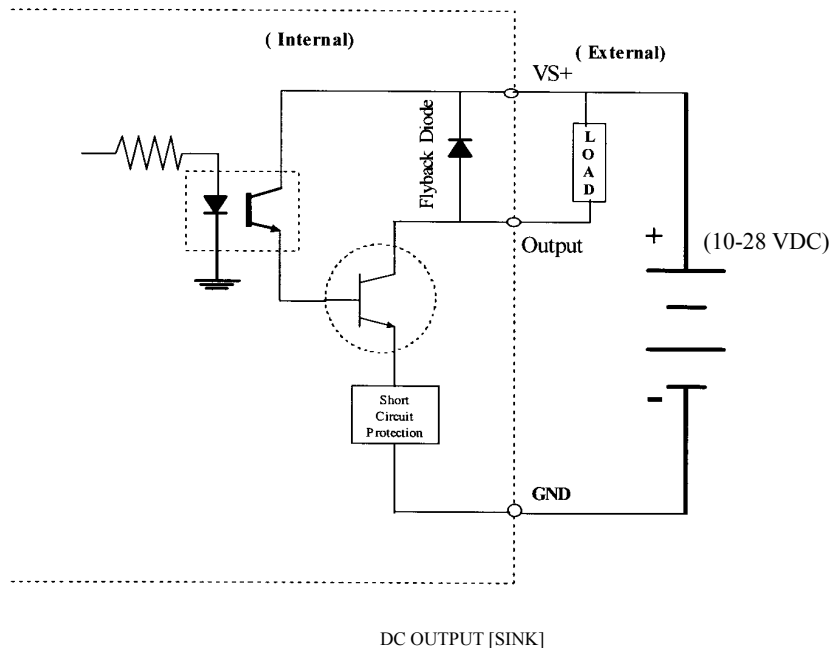 ( Internal)
( External)
VS+
Flyback Diode
L
O
A
D
Output
+
(10-28 VDC)
Short
Circuit
Protection
-
GND
DC OUTPUT [SINK]